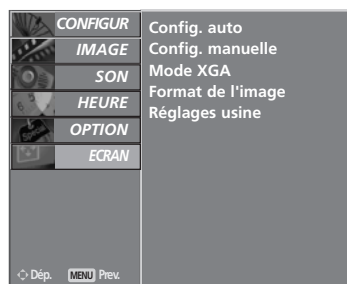 CONFIGUR
IMAGE
SON
HEURE
OPTION
ECRAN
Config. auto
Config. manuelle
Mode XGA
Format de l'image
Réglages usine
Dép. MENU Prev.